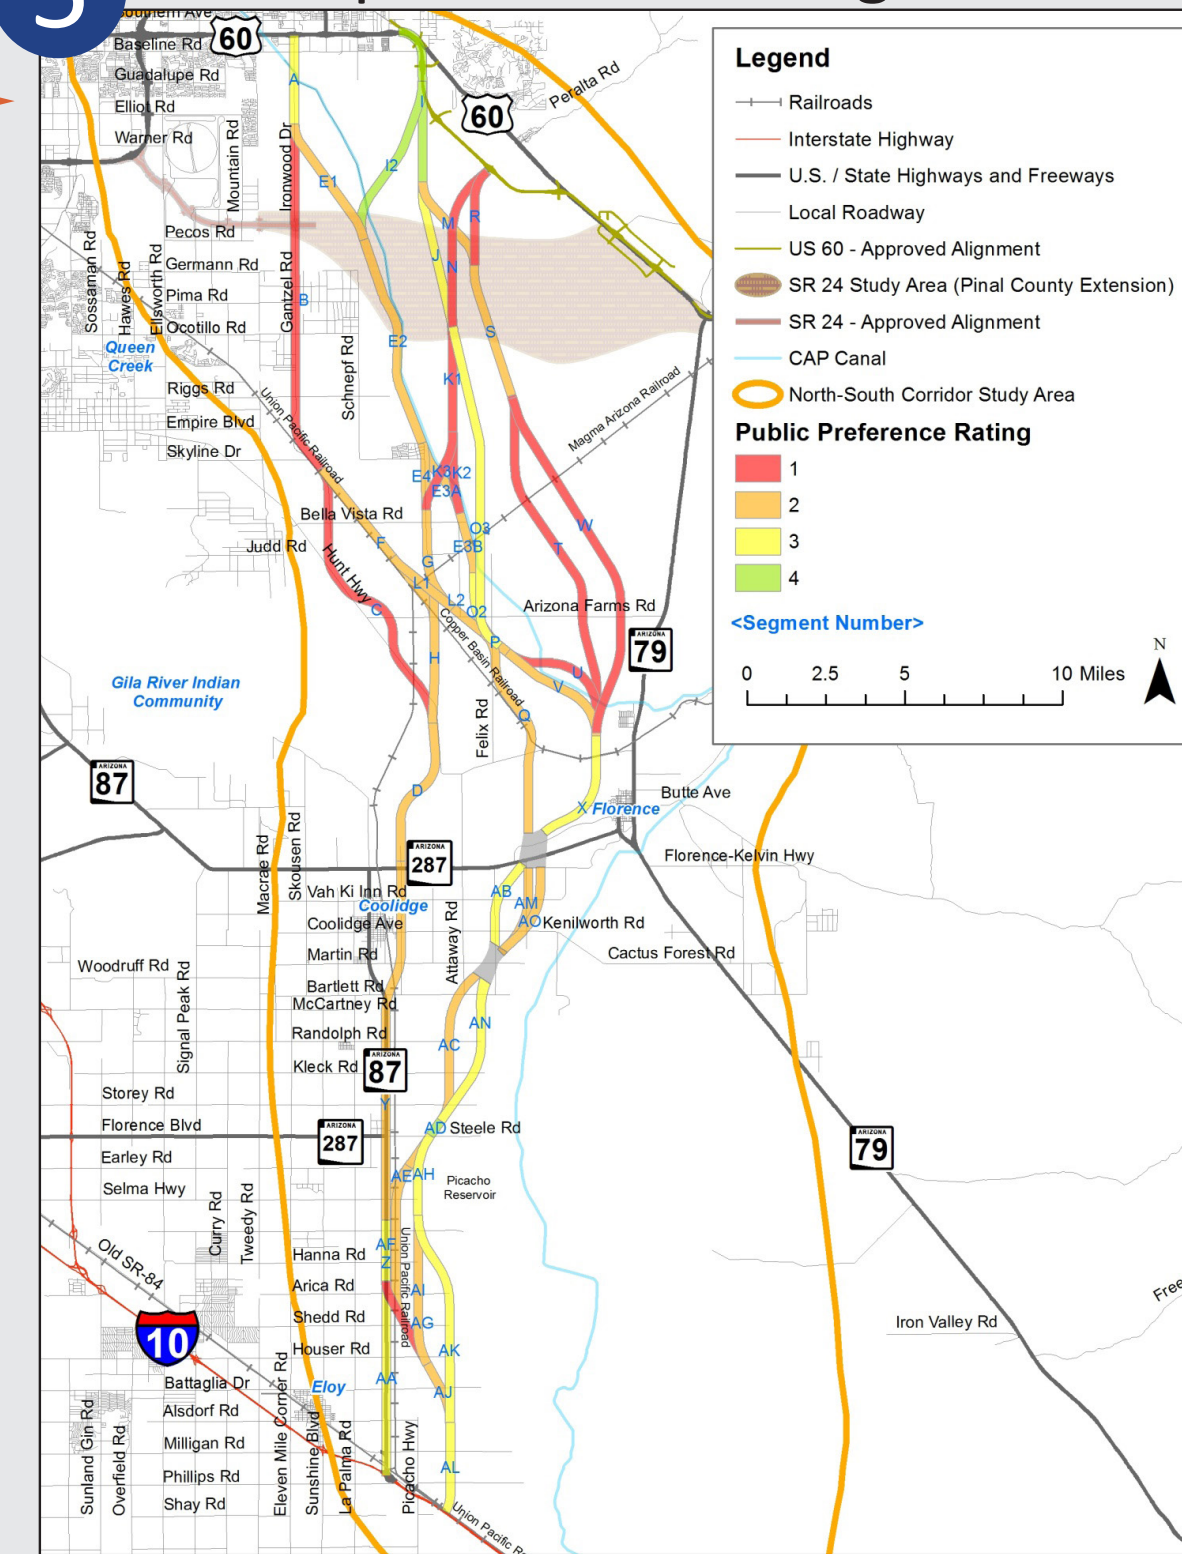 3
60
Baseline Rd
Guadalupe Rd
Elliot Rd
Warner Rd
Mountain Rd
Ironwood Dr
Peralta Rd
60
A
I
I2
E1
M
R
Pecos Rd
Germann Rd
Pima Rd
Ocotillo Rd
Sossaman Rd
Hawes Rd
Ellsworth Rd
Gantzel Rd
B
J
N
S
E2
Queen
Creek
Schnepf Rd
Riggs Rd
Empire Blvd
Skyline Dr
Union Pacific Railroad
K1
Magma Arizona Railroad
E4
K3
K2
E3A
Bella Vista Rd
Judd Rd
Hunt Hwy
F
O3
E3B
W
T
G
L1
L2
O2
C
Arizona Farms Rd
Copper Basin Railroad
P
H
U
V
ARIZONA
79
Gila River Indian
Community
Felix Rd
Q
ARIZONA
87
D
X
Florence
Butte Ave
Macrae Rd
Skousen Rd
ARIZONA
287
Florence-Kelvin Hwy
Vah Ki Inn Rd
Coolidge
Coolidge Ave
AB
AM
AO
Kenilworth Rd
Attaway Rd
Martin Rd
Cactus Forest Rd
Woodruff Rd
Signal Peak Rd
Bartlett Rd
McCartney Rd
Randolph Rd
AN
AC
Kleck Rd
ARIZONA
87
Storey Rd
Y
Florence Blvd
ARIZONA
287
AD
Steele Rd
ARIZONA
79
Earley Rd
Selma Hwy
AE
AH
Picacho
Reservoir
Curry Rd
Tweedy Rd
Old SR-84
Hanna Rd
AF
Z
Union Pacific Railroad
Arica Rd
AI
Shedd Rd
AG
Houser Rd
AK
Iron Valley Rd
Free
10
Battaglia Dr
Eloy
AA
AJ
Alsdorf Rd
Milligan Rd
Phillips Rd
Shay Rd
Sunland Gin Rd
Overfield Rd
Eleven Mile Corner Rd
Sunshine Blvd
La Palma Rd
Picacho Hwy
AL
Union Pacific R
Legend
Railroads
Interstate Highway
U.S. / State Highways and Freeways
Local Roadway
US 60 - Approved Alignment
SR 24 Study Area (Pinal County Extension)
SR 24 - Approved Alignment
CAP Canal
North-South Corridor Study Area
Public Preference Rating
1
2
3
4
<Segment Number>
0 2.5 5 10 Miles
N